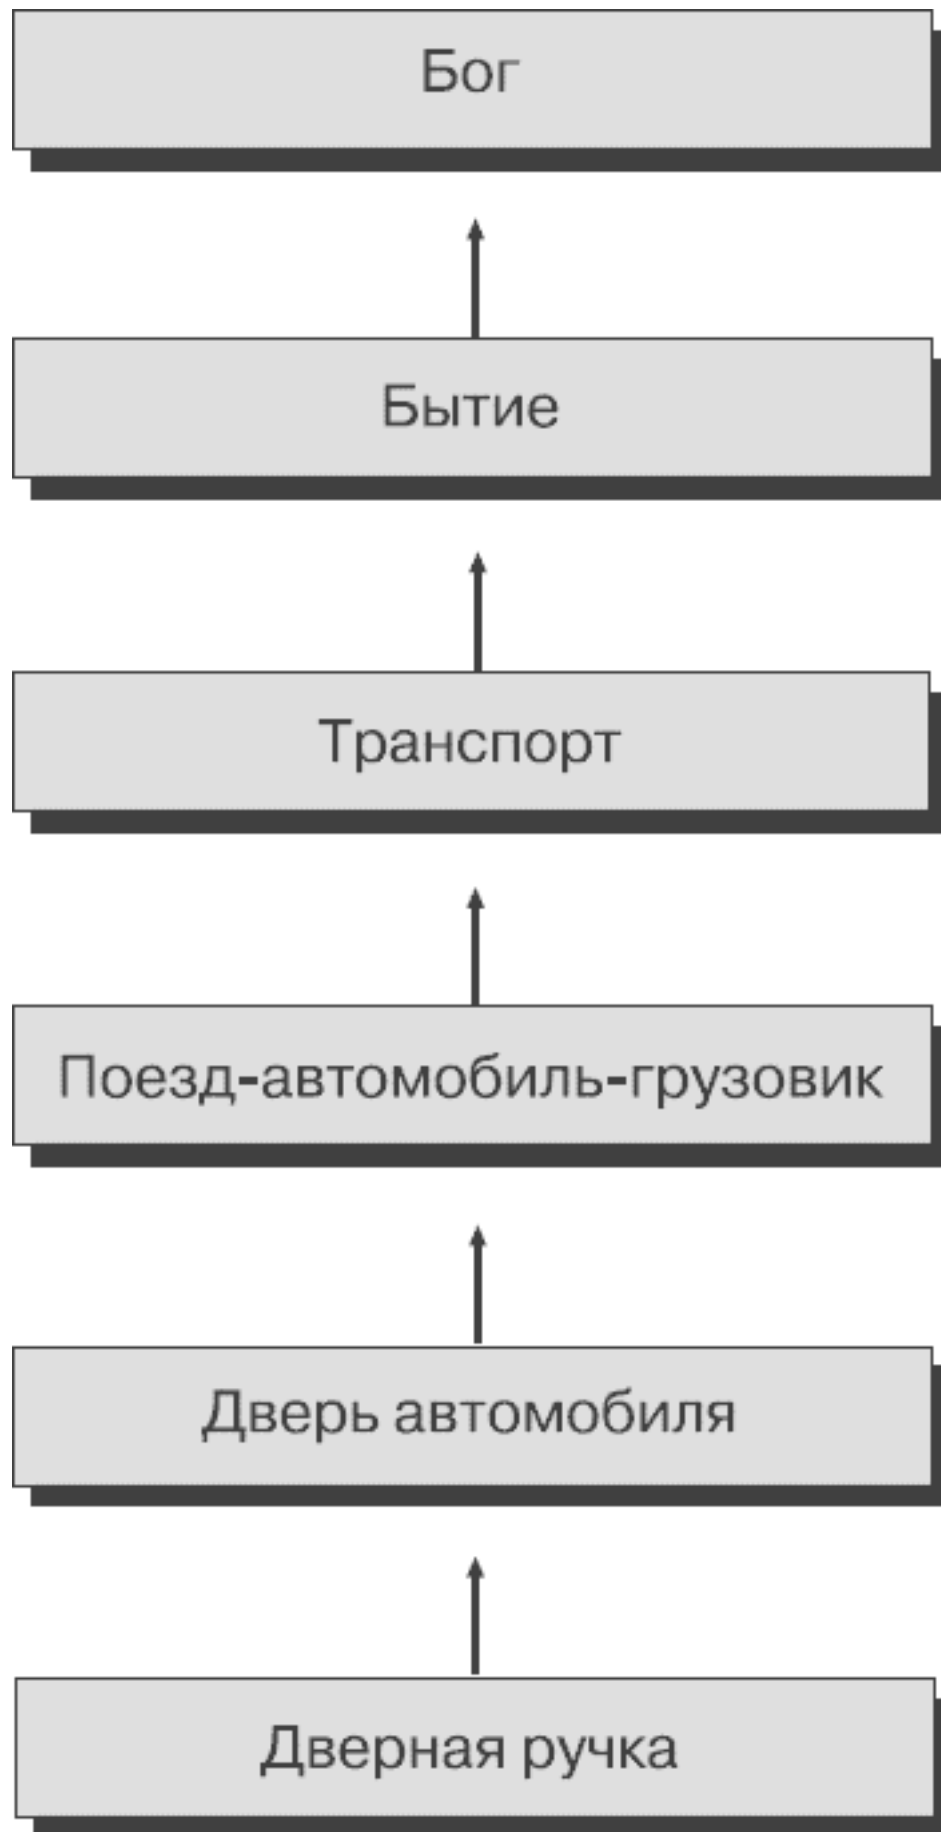 Бог
Бытие
Транспорт
Поезд-автомобиль-грузовик
Дверь автомобиля
Дверная ручка